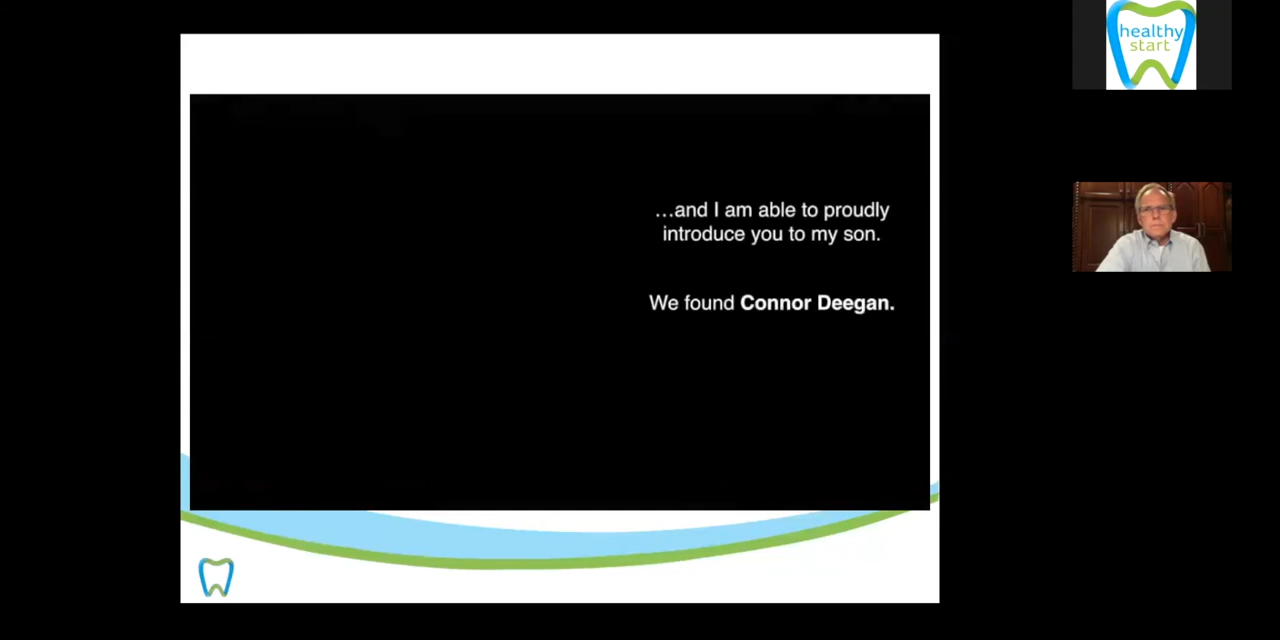 healthy
start
...and I am able to proudly
introduce you to my son.
We found Connor Deegan.